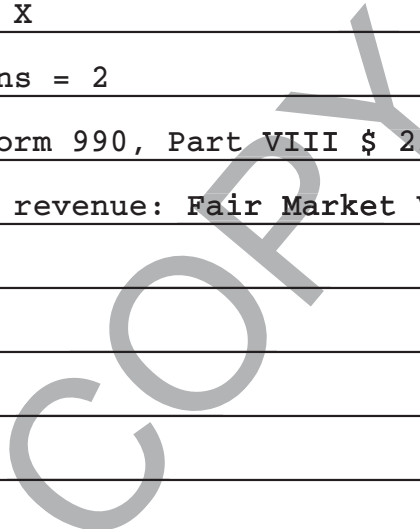 X
ns = 2
orm 990, Part VIII $ 2
revenue: Fair Market
COPY